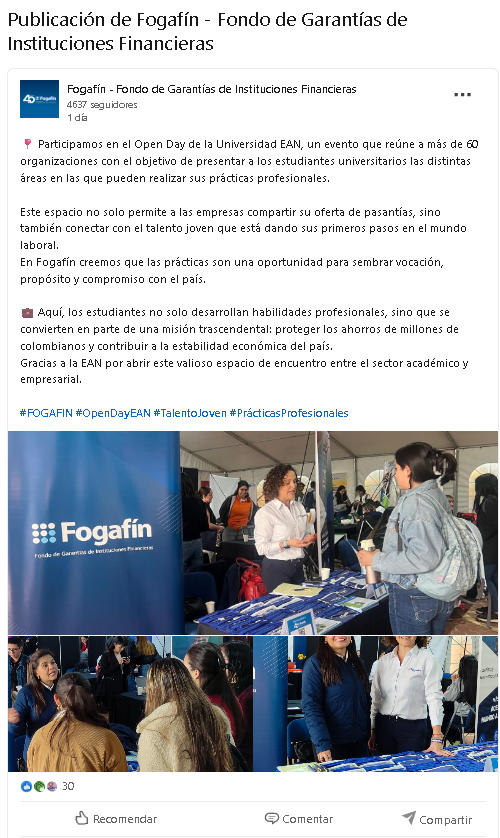 Publicación de Fogafín - Fondo de Garantías de
Instituciones Financieras
40 Fogafín
Fogafín - Fondo de Garantías de Instituciones Financieras
4637 seguidores
1 día
📍 Participamos en el Open Day de la Universidad EAN, un evento que reúne a más de 60
organizaciones con el objetivo de presentar a los estudiantes universitarios las distintas
áreas en las que pueden realizar sus prácticas profesionales.
Este espacio no solo permite a las empresas compartir su oferta de pasantías, sino
también conectar con el talento joven que está dando sus primeros pasos en el mundo
laboral.
En Fogafín creemos que las prácticas son una oportunidad para sembrar vocación,
propósito y compromiso con el país.
💼 Aquí, los estudiantes no solo desarrollan habilidades profesionales, sino que se
convierten en parte de una misión trascendental: proteger los ahorros de millones de
colombianos y contribuir a la estabilidad económica del país.
Gracias a la EAN por abrir este valioso espacio de encuentro entre el sector académico y
empresarial.
#FOGAFIN #OpenDayEAN #TalentoJoven #PrácticasProfesionales
Fogafín
Fondo de Garantías de Instituciones Financieras
30
Recomendar
Comentar
Compartir